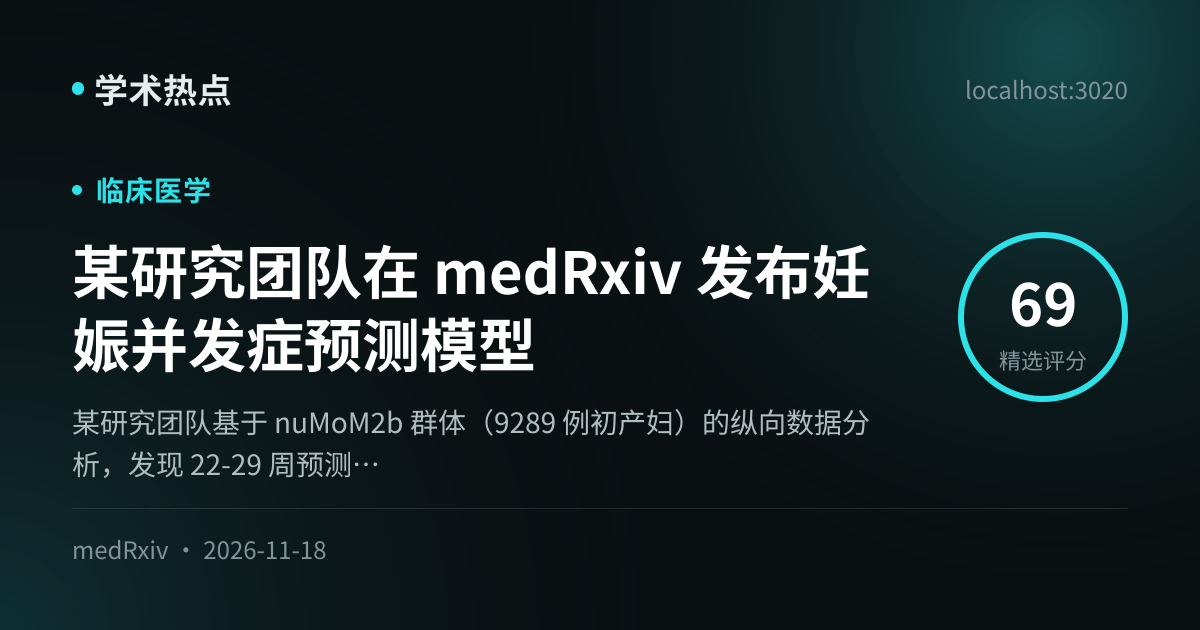 学术热点
localhost:3020
临床医学
某研究团队在 medRxiv 发布妊
娠并发症预测模型
69
精选评分
某研究团队基于 nuMoM2b 群体（9289 例初产妇）的纵向数据分
析，发现 22-29 周预测…
medRxiv · 2026-11-18